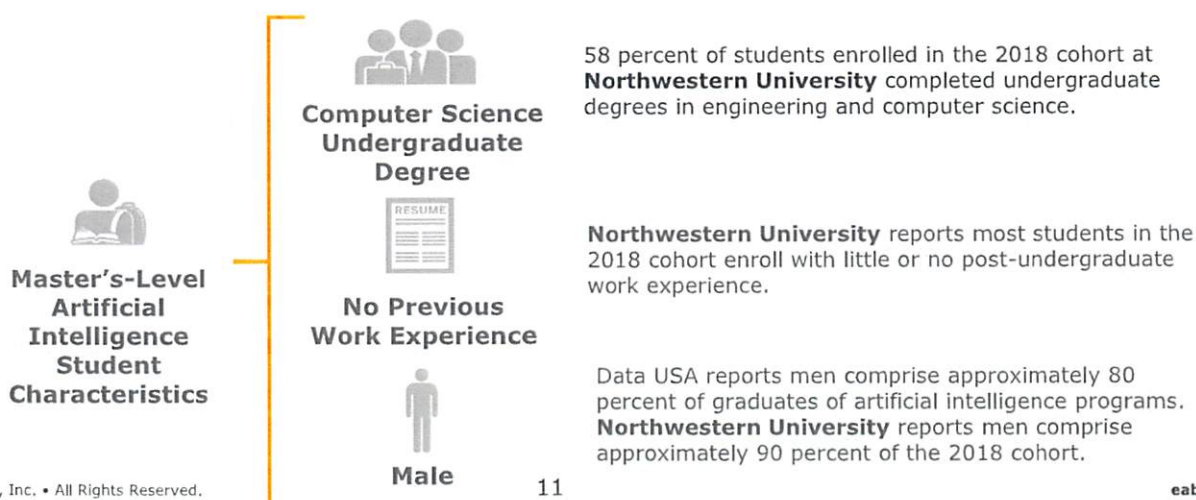 Master's-Level
Artificial
Intelligence
Student
Characteristics
Computer Science
Undergraduate
Degree
58 percent of students enrolled in the 2018 cohort at
Northwestern University completed undergraduate
degrees in engineering and computer science.
RESUME
No Previous
Work Experience
Northwestern University reports most students in the
2018 cohort enroll with little or no post-undergraduate
work experience.
Male
Data USA reports men comprise approximately 80
percent of graduates of artificial intelligence programs.
Northwestern University reports men comprise
approximately 90 percent of the 2018 cohort.
, Inc. • All Rights Reserved.
11
eab